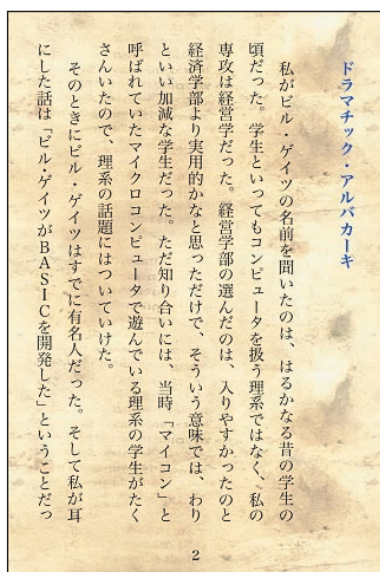 ドラマチック・アルバカーキ
私がビル・ゲイツの名前を聞いたのは、はるかなる昔の学生の
頃だった。学生といってもコンピュータを扱う理系ではなく、私の
専攻は経営学だった。経営学部の選んだのは、入りやすかったのと
経済学部より実用的かなと思っただけで、そういう意味では、わり
といい加減な学生だった。ただ知り合いには、当時「マイコン」と
呼ばれていたマイクロコンピュータで遊んでいる理系の学生がたく
さんいたので、理系の話題にはついていけた。
そのときにビル・ゲイツはすでに有名人だった。そして私が耳
にした話は「ビル・ゲイツがBASICを開発した」ということだっ
2